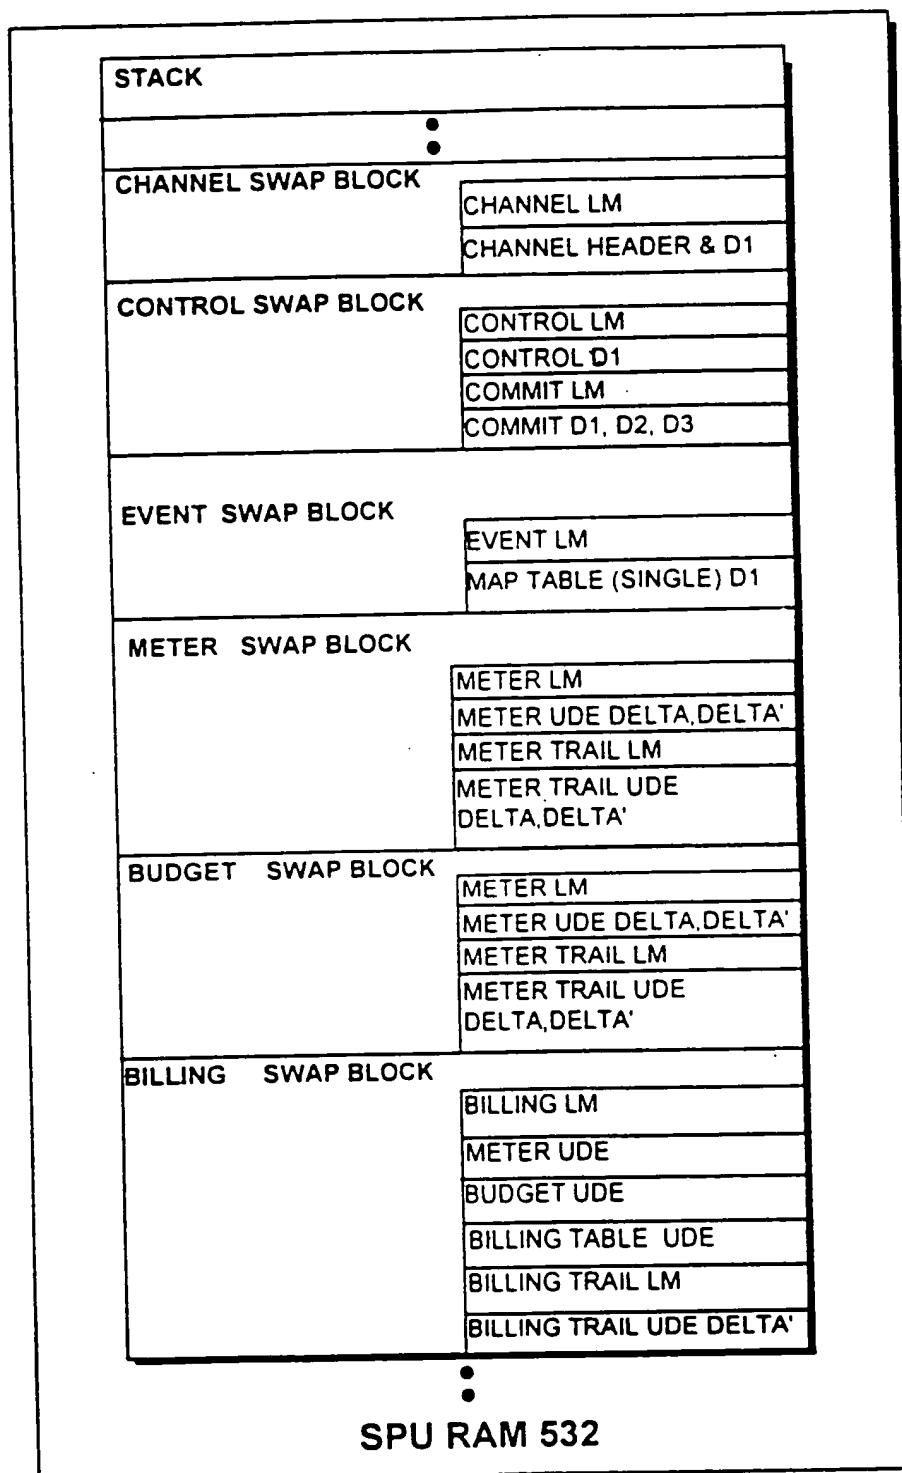 STACK
CHANNEL SWAP BLOCK
CHANNEL LM
CHANNEL HEADER & D1
CONTROL SWAP BLOCK
CONTROL LM
CONTROL D1
COMMIT LM
COMMIT D1, D2, D3
EVENT SWAP BLOCK
EVENT LM
MAP TABLE (SINGLE) D1
METER SWAP BLOCK
METER LM
METER UDE DELTA,DELTA'
METER TRAIL LM
METER TRAIL UDE
DELTA,DELTA'
BUDGET SWAP BLOCK
METER LM
METER UDE DELTA,DELTA'
METER TRAIL LM
METER TRAIL UDE
DELTA,DELTA'
BILLING SWAP BLOCK
BILLING LM
METER UDE
BUDGET UDE
BILLING TABLE UDE
BILLING TRAIL LM
BILLING TRAIL UDE DELTA'
SPU RAM 532